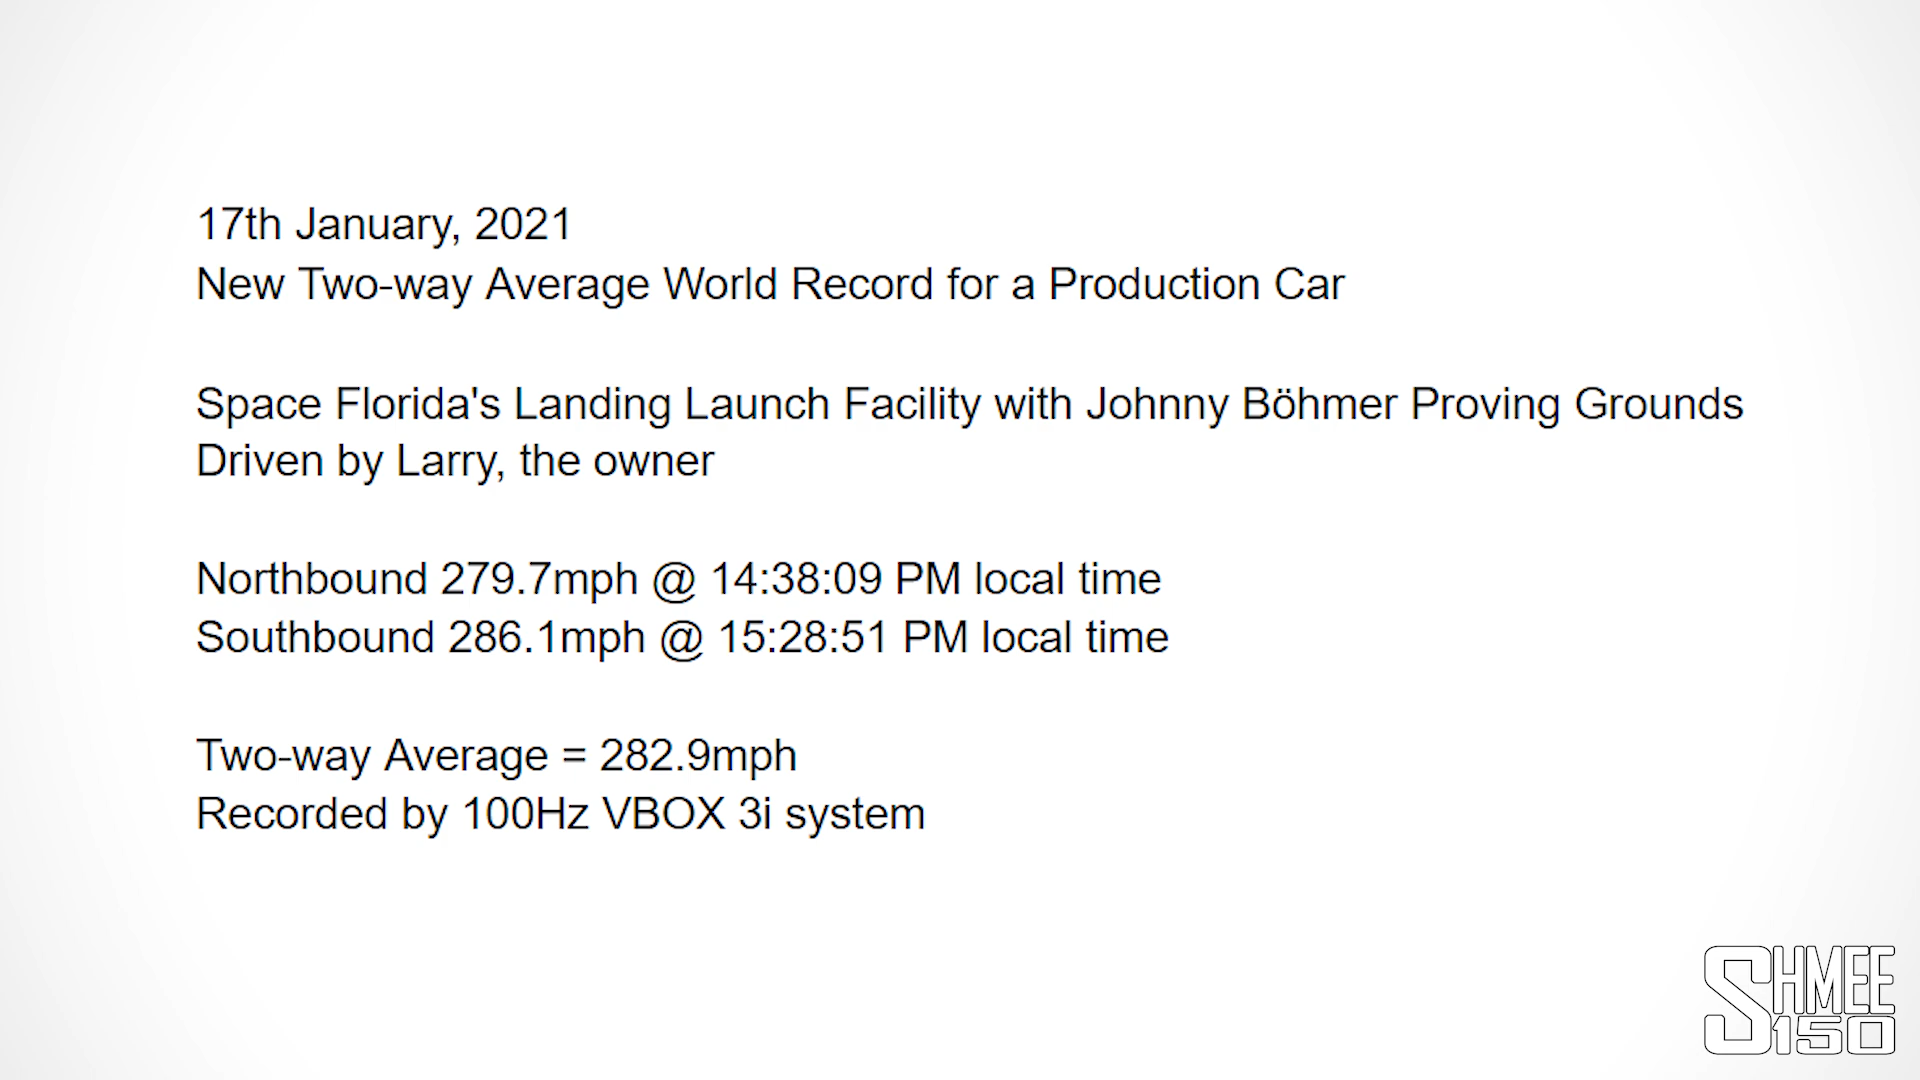 17th January, 2021
New Two-way Average World Record for a Production Car
Space Florida's Landing Launch Facility with Johnny Böhmer Proving Grounds
Driven by Larry, the owner
Northbound 279.7mph @ 14:38:09 PM local time
Southbound 286.1mph @ 15:28:51 PM local time
Two-way Average = 282.9mph
Recorded by 100Hz VBOX 3i system
SHMEE
150